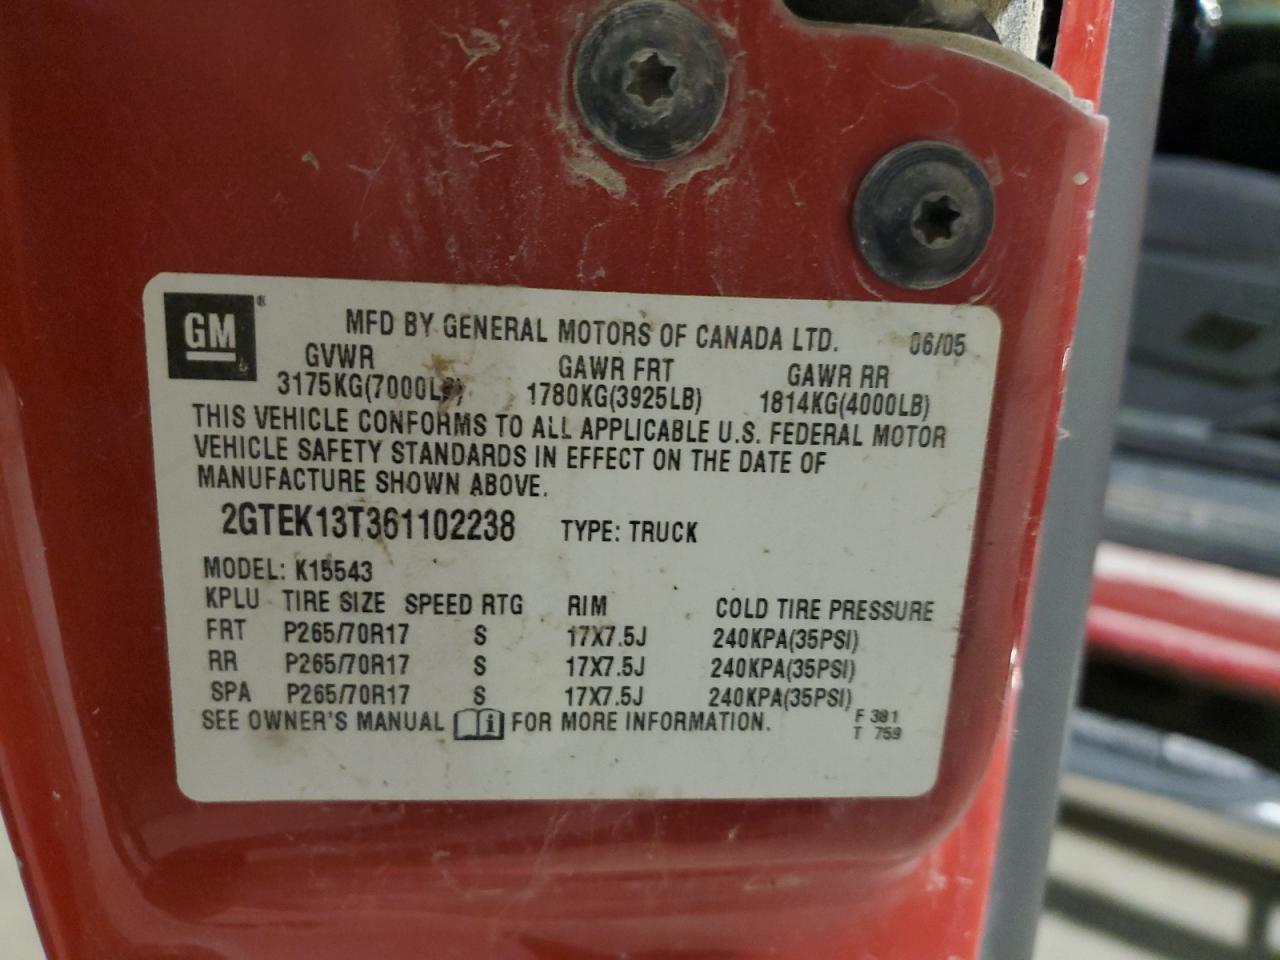 GM ®
MFD BY GENERAL MOTORS OF CANADA LTD. 06/05
GVWR GAWR FRT GAWR RR
3175KG(7000LB) 1780KG(3925LB) 1814KG(4000LB)
THIS VEHICLE CONFORMS TO ALL APPLICABLE U.S. FEDERAL MOTOR
VEHICLE SAFETY STANDARDS IN EFFECT ON THE DATE OF
MANUFACTURE SHOWN ABOVE.
2GTEK13T361102238 TYPE: TRUCK
MODEL: K15543
KPLU TIRE SIZE SPEED RTG RIM COLD TIRE PRESSURE
FRT P265/70R17 S 17X7.5J 240KPA(35PSI)
RR P265/70R17 S 17X7.5J 240KPA(35PSI)
SPA P265/70R17 S 17X7.5J 240KPA(35PSI)
SEE OWNER'S MANUAL i FOR MORE INFORMATION.
F 391
T 759